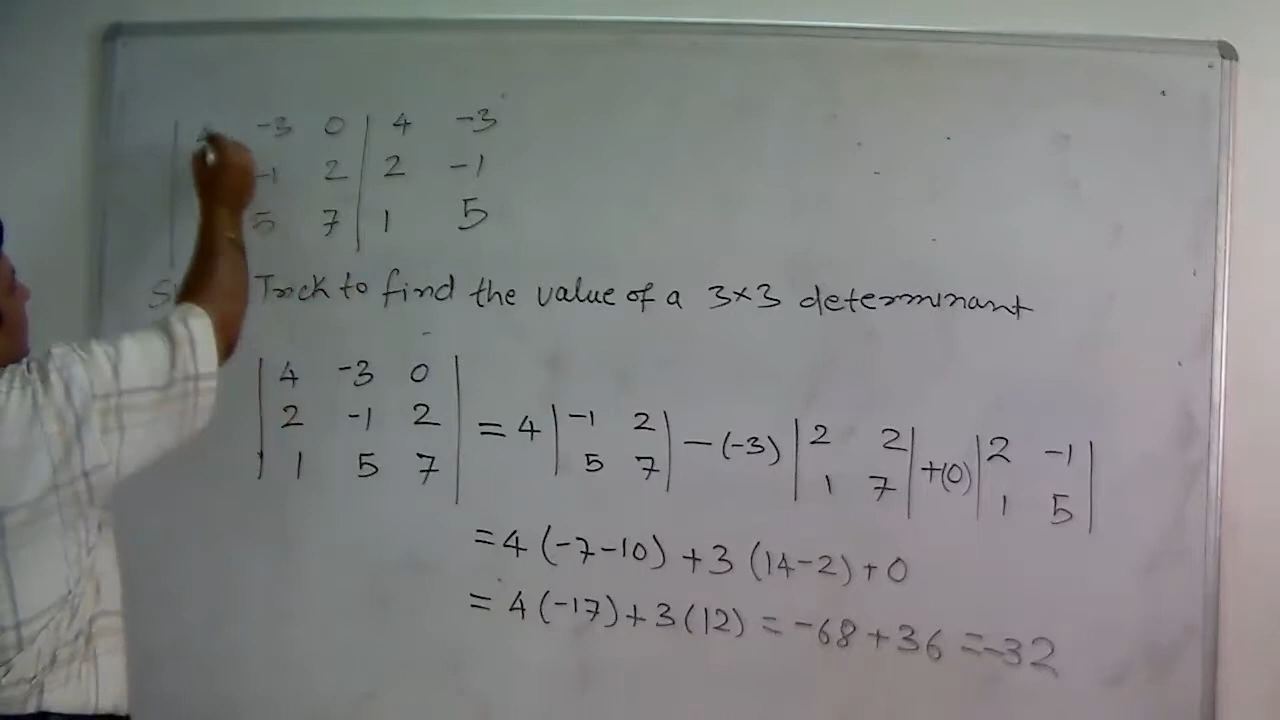 4 -3 0 | 4 -3
-1 2 | 2 -1
5 7 | 1 5
Trick to find the value of a 3×3 determinant
| 4 -3 0 |
| 2 -1 2 | = 4 | -1 2 | - (-3) | 2 2 | + (0) | 2 -1 |
| 1 5 7 | | 5 7 | | 1 7 | | 1 5 |
= 4 (-7-10) + 3 (14-2) + 0
= 4 (-17) + 3 (12) = -68 + 36 = -32